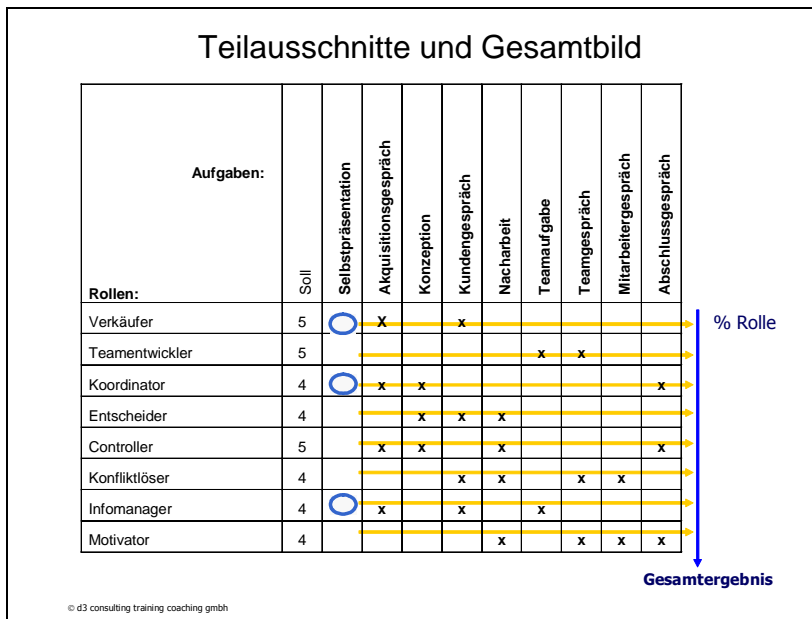 Teilausschnitte und Gesamtbild
Aufgaben:
Rollen:
Soll
Selbstpräsentation
Akquisitionsgespräch
Konzeption
Kundengespräch
Nacharbeit
Teamaufgabe
Teamgespräch
Mitarbeitergespräch
Abschlussgespräch
Verkäufer 5 X x
Teamentwickler 5 x x
Koordinator 4 x x x
Entscheider 4 x x x
Controller 5 x x x x
Konfliktlöser 4 x x x x
Infomanager 4 x x x
Motivator 4 x x x x
% Rolle
Gesamtergebnis
© d3 consulting training coaching gmbh